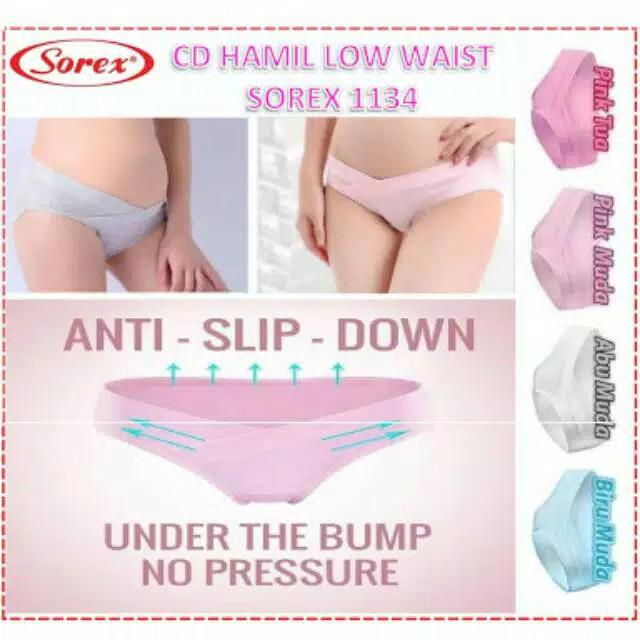 Sorex®
CD HAMIL LOW WAIST
SOREX 1134
ANTI - SLIP - DOWN
UNDER THE BUMP
NO PRESSURE
Pink Tua
Pink Muda
Abu Muda
Biru Muda